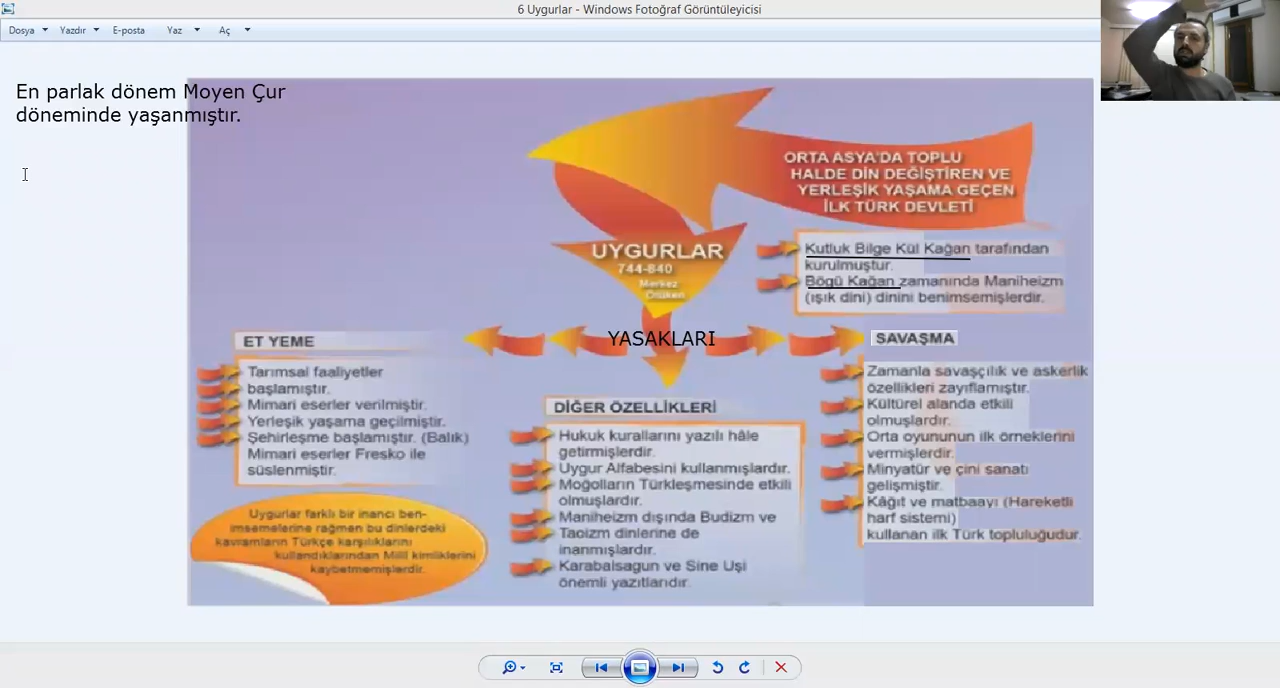 6 Uygurlar - Windows Fotoğraf Görüntüleyicisi
Dosya Yazdır E-posta Yaz Aç
En parlak dönem Moyen Çur
döneminde yaşanmıştır.
ORTA ASYA'DA TOPLU
HALDE DİN DEĞİŞTİREN VE
YERLEŞİK YAŞAMA GEÇEN
İLK TÜRK DEVLETİ
UYGURLAR
744-840
Merkez
Ötüken
Kutluk Bilge Kül Kağan tarafından
kurulmuştur.
Bögü Kağan zamanında Maniheizm
(ışık dini) dinini benimsemişlerdir.
YASAKLARI
ET YEME
Tarımsal faaliyetler
başlamıştır.
Mimari eserler verilmiştir.
Yerleşik yaşama geçilmiştir.
Şehirleşme başlamıştır. (Balık)
Mimari eserler Fresko ile
süslenmiştir.
Uygurlar farklı bir inancı ben-
imsemelerine rağmen bu dinlerdeki
kavramların Türkçe karşılıklarını
kullandıklarından Millî kimliklerini
kaybetmemişlerdir.
DİĞER ÖZELLİKLERİ
Hukuk kurallarını yazılı hâle
getirmişlerdir.
Uygur Alfabesini kullanmışlardır.
Moğolların Türkleşmesinde etkili
olmuşlardır.
Maniheizm dışında Budizm ve
Taoizm dinlerine de
inanmışlardır.
Karabalsagun ve Sine Uşi
önemli yazıtlarıdır.
SAVAŞMA
Zamanla savaşçılık ve askerlik
özellikleri zayıflamıştır.
Kültürel alanda etkili
olmuşlardır.
Orta oyununun ilk örneklerini
vermişlerdir.
Minyatür ve çini sanatı
gelişmiştir.
Kâğıt ve matbaayı (Hareketli
harf sistemi)
kullanan ilk Türk topluluğudur.